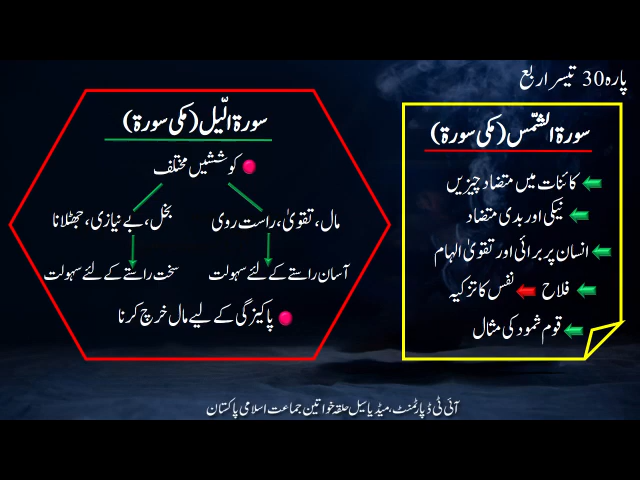 پارہ 30 تیسرا ربع
سورۃ الشّمس (مکی سورۃ)
کائنات میں متضاد چیزیں
نیکی اور بدی متضاد
انسان پر برائی اور تقویٰ الہام
فلاح ← نفس کا تزکیہ
قوم ثمود کی مثال
سورۃ الّیل (مکی سورۃ)
کوششیں مختلف
مال، تقویٰ، راست روی
بخل، بے نیازی، جھٹلانا
آسان راستے کے لئے سہولت
سخت راستے کے لئے سہولت
پاکیزگی کے لیے مال خرچ کرنا
آئی ٹی ڈپارٹمنٹ، میڈیا سیل حلقہ خواتین جماعت اسلامی پاکستان